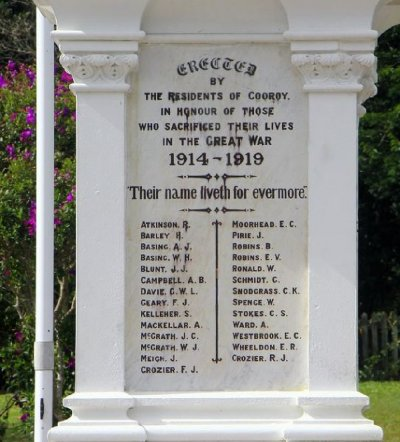 ERECTED
BY
THE RESIDENTS OF COOROY.
IN HONOUR OF THOSE
WHO SACRIFICED THEIR LIVES
IN THE GREAT WAR
1914-1919
"Their name liveth for evermore."
ATKINSON, R.
BARLEY H.
BASING A. J.
BASING W. H.
BLUNT, J. J.
CAMPBELL A. B.
DAVIE, C. W. L.
GEARY. F. J.
KELLEHER, S.
MACKELLAR. A.
McGRATH. J. C.
McGRATH. W. J.
MEIGH. J.
CROZIER. F. J.
MOORHEAD. E. C.
PIRIE. J.
ROBINS. B.
ROBINS. E. V.
RONALD. W.
SCHMIDT. G.
SNODGRASS. C. K.
SPENCE. W.
STOKES. C. S.
WARD. A.
WESTBROOK. E. C.
WHEELDON. E. R.
CROZIER. R. J.